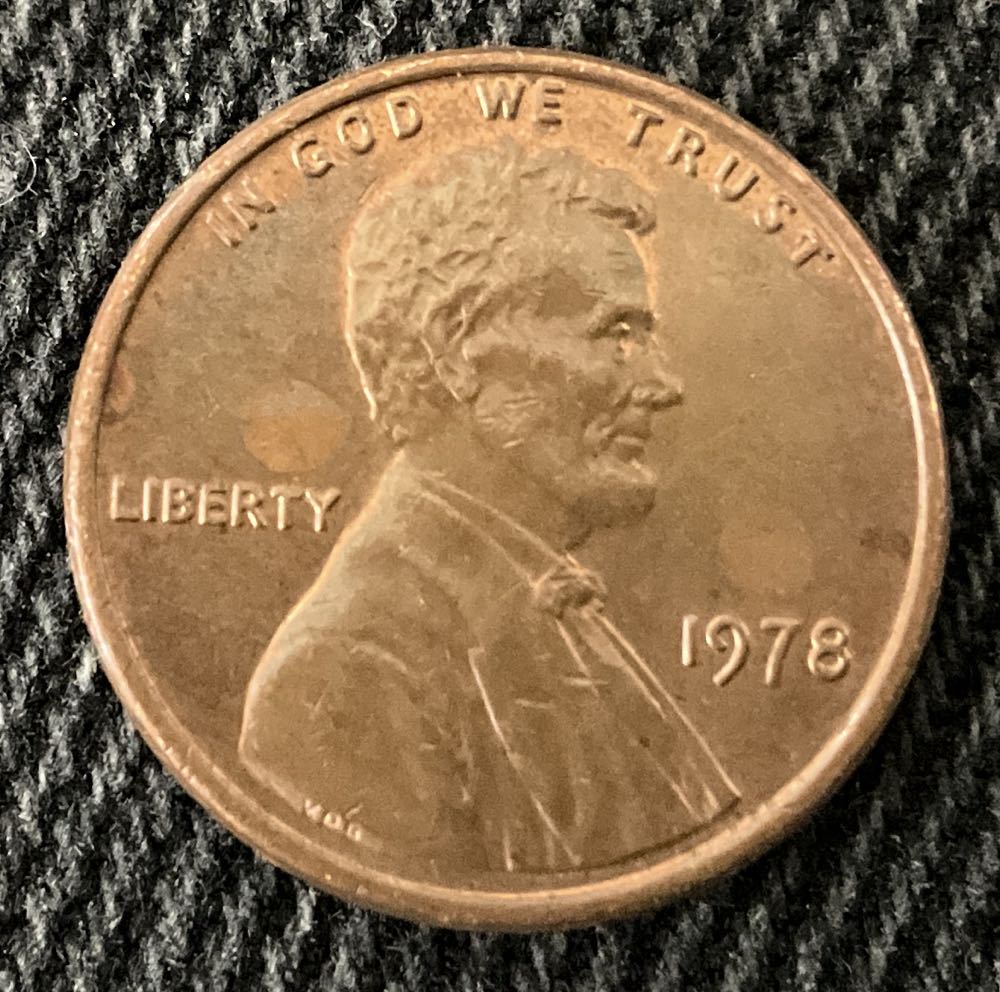 IN GOD WE TRUST
LIBERTY
1978
VDB